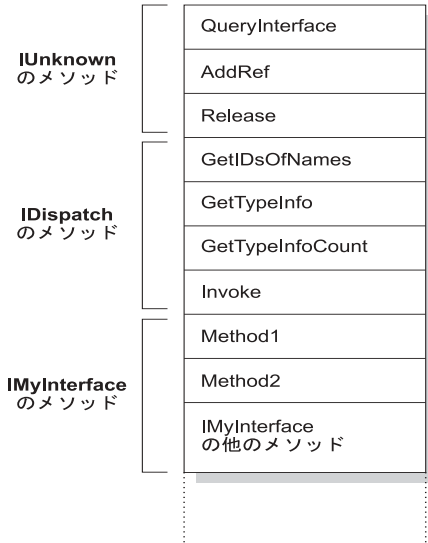 IUnknown
のメソッド
QueryInterface
AddRef
Release
IDispatch
のメソッド
GetIDsOfNames
GetTypeInfo
GetTypeInfoCount
Invoke
IMyInterface
のメソッド
Method1
Method2
IMyInterface
の他のメソッド